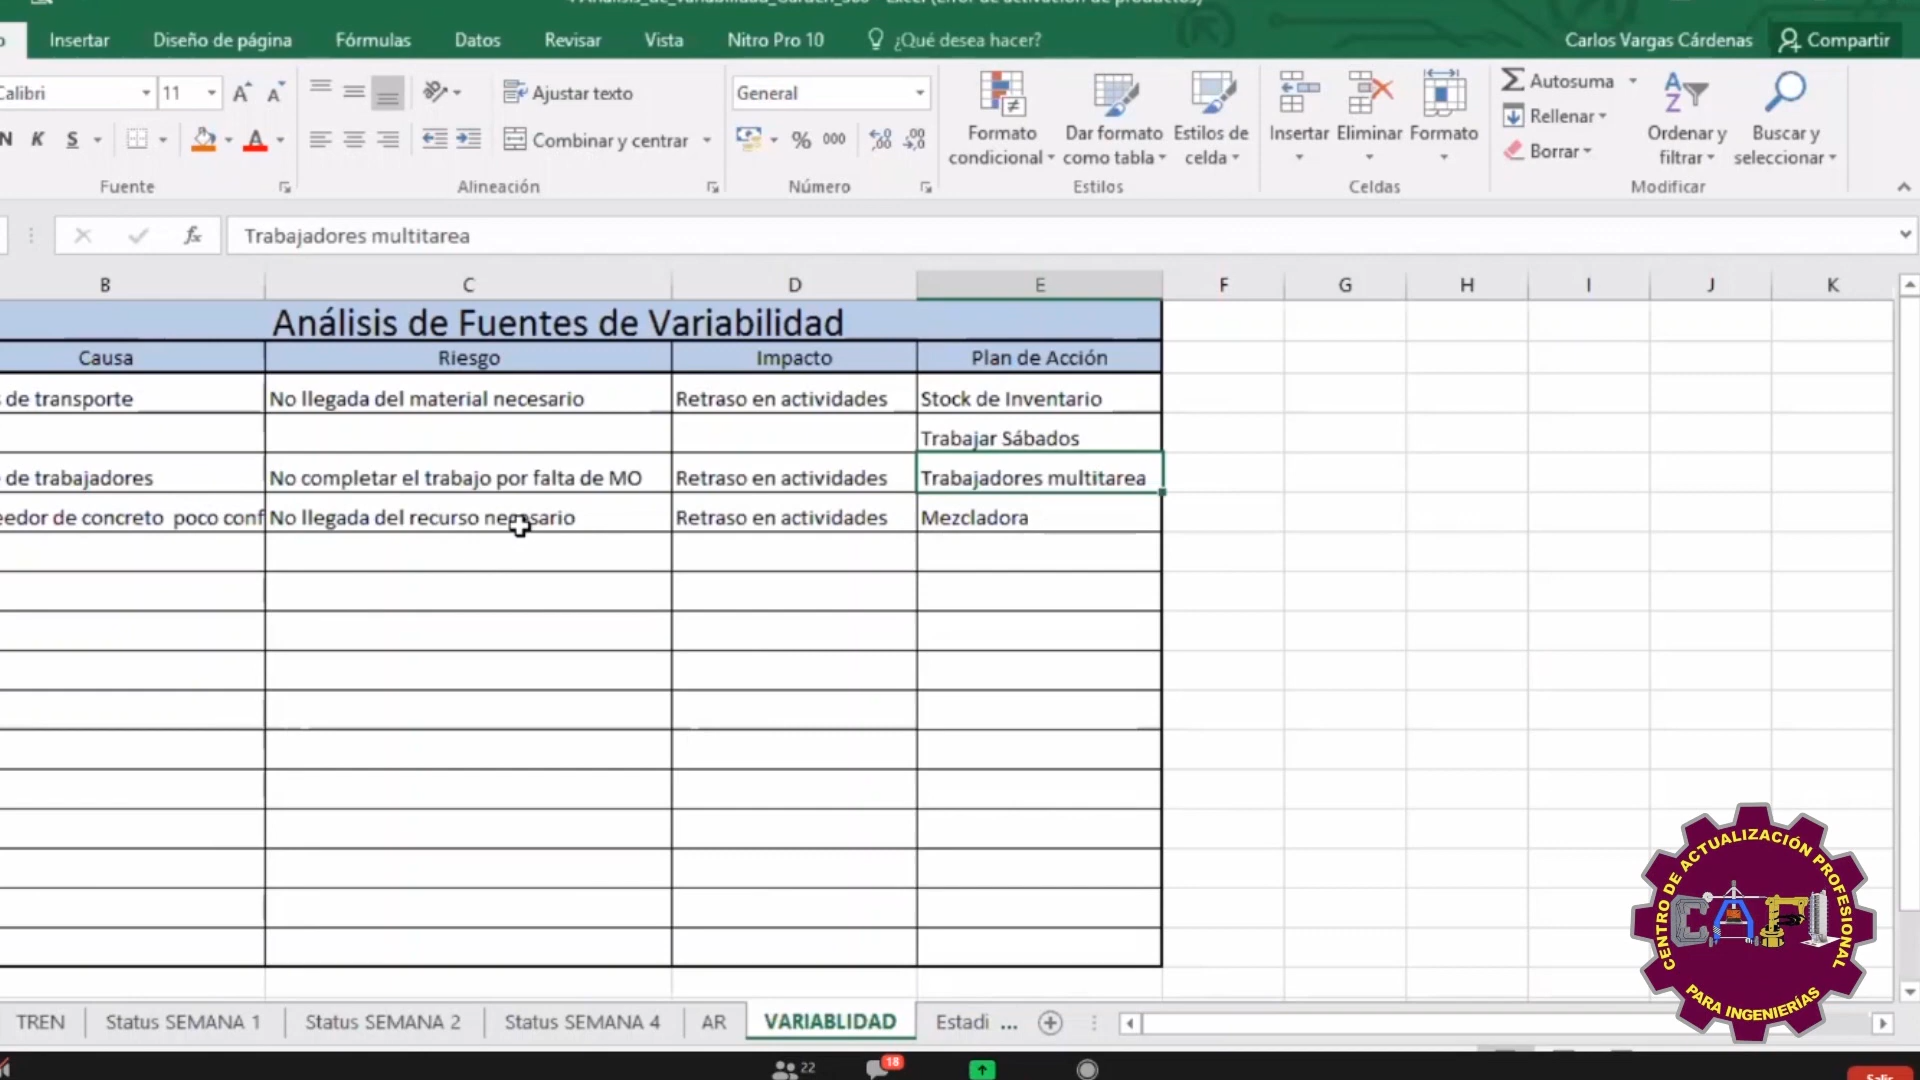 Insertar Diseño de página Fórmulas Datos Revisar Vista Nitro Pro 10 ¿Qué desea hacer? Carlos Vargas Cárdenas Compartir
Calibri 11 Ajustar texto General Formato condicional Dar formato como tabla Estilos de celda Insertar Eliminar Formato Autosuma Rellenar Borrar Ordenar y filtrar Buscar y seleccionar
N K S A Combinar y centrar % 000
Fuente Alineación Número Estilos Celdas Modificar
fx Trabajadores multitarea
B C D E F G H I J K
Análisis de Fuentes de Variabilidad
Causa Riesgo Impacto Plan de Acción
de transporte No llegada del material necesario Retraso en actividades Stock de Inventario
Trabajar Sábados
de trabajadores No completar el trabajo por falta de MO Retraso en actividades Trabajadores multitarea
eedor de concreto poco conf No llegada del recurso necesario Retraso en actividades Mezcladora
CENTRO DE ACTUALIZACIÓN PROFESIONAL
CAPI
PARA INGENIERÍAS
TREN Status SEMANA 1 Status SEMANA 2 Status SEMANA 4 AR VARIABLIDAD Estadi ...
22 18 Salir